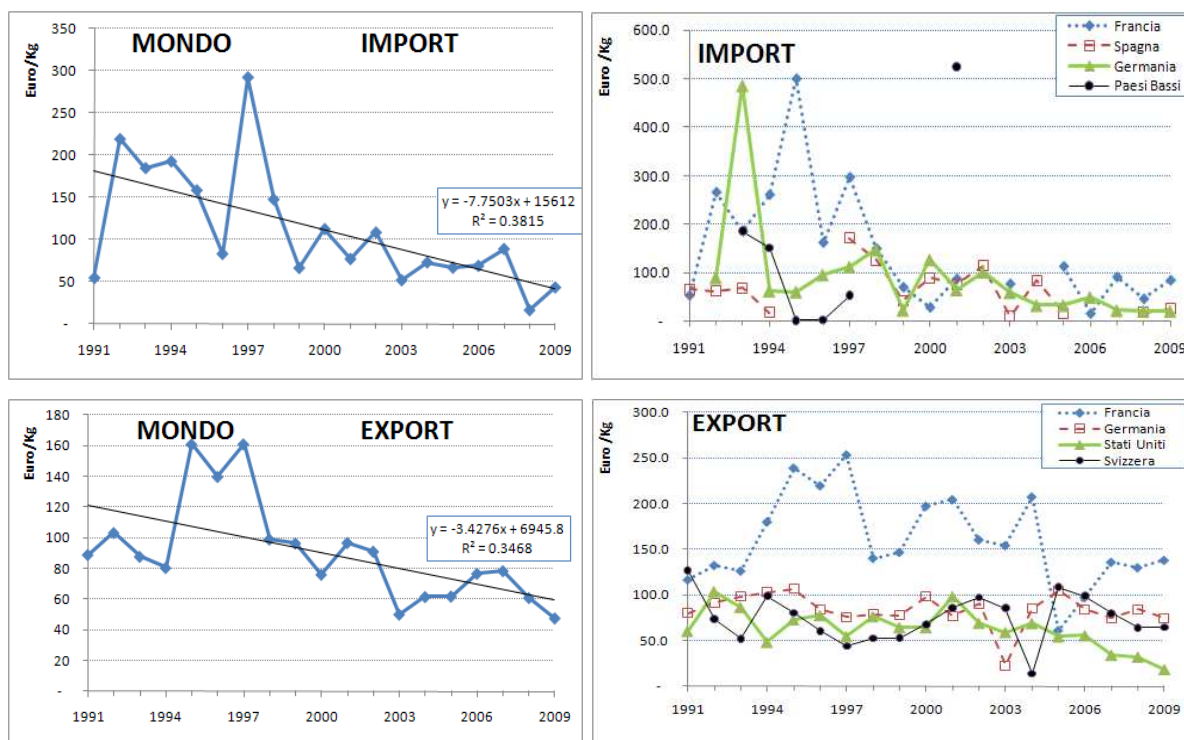 MONDO IMPORT
Euro /Kg
350
300
250
200
150
100
50
-
y = -7.7503x + 15612
R² = 0.3815
1991 1994 1997 2000 2003 2006 2009
IMPORT
Euro /Kg
600.0
500.0
400.0
300.0
200.0
100.0
-
Francia
Spagna
Germania
Paesi Bassi
1991 1994 1997 2000 2003 2006 2009
MONDO EXPORT
Euro /Kg
180
160
140
120
100
80
60
40
20
-
y = -3.4276x + 6945.8
R² = 0.3468
1991 1994 1997 2000 2003 2006 2009
EXPORT
Euro /Kg
300.0
250.0
200.0
150.0
100.0
50.0
-
Francia
Germania
Stati Uniti
Svizzera
1991 1994 1997 2000 2003 2006 2009